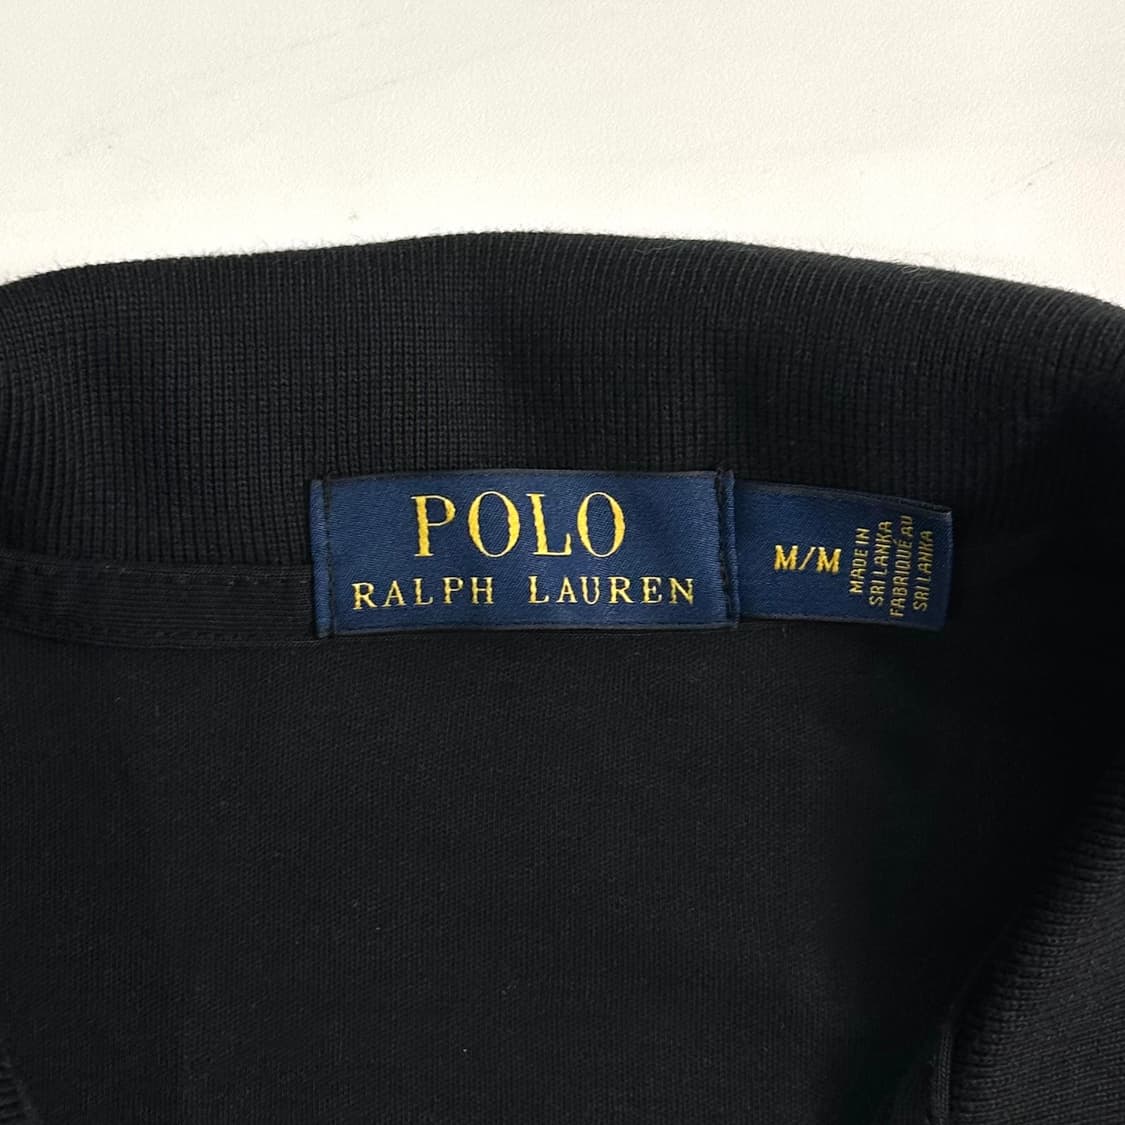 POLO
RALPH LAUREN
M/M
MADE IN
SRI LANKA
FABRIQUÉ AU
SRI LANKA